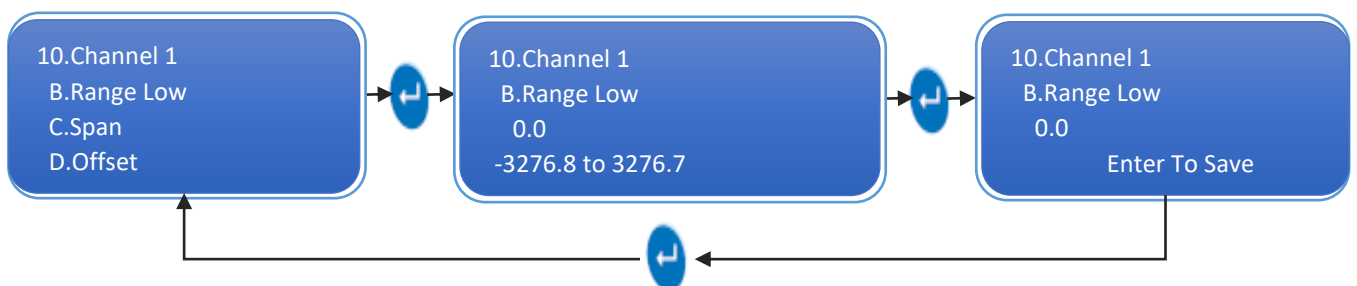 10.Channel 1
B.Range Low
C.Span
D.Offset
10.Channel 1
B.Range Low
0.0
-3276.8 to 3276.7
10.Channel 1
B.Range Low
0.0
Enter To Save